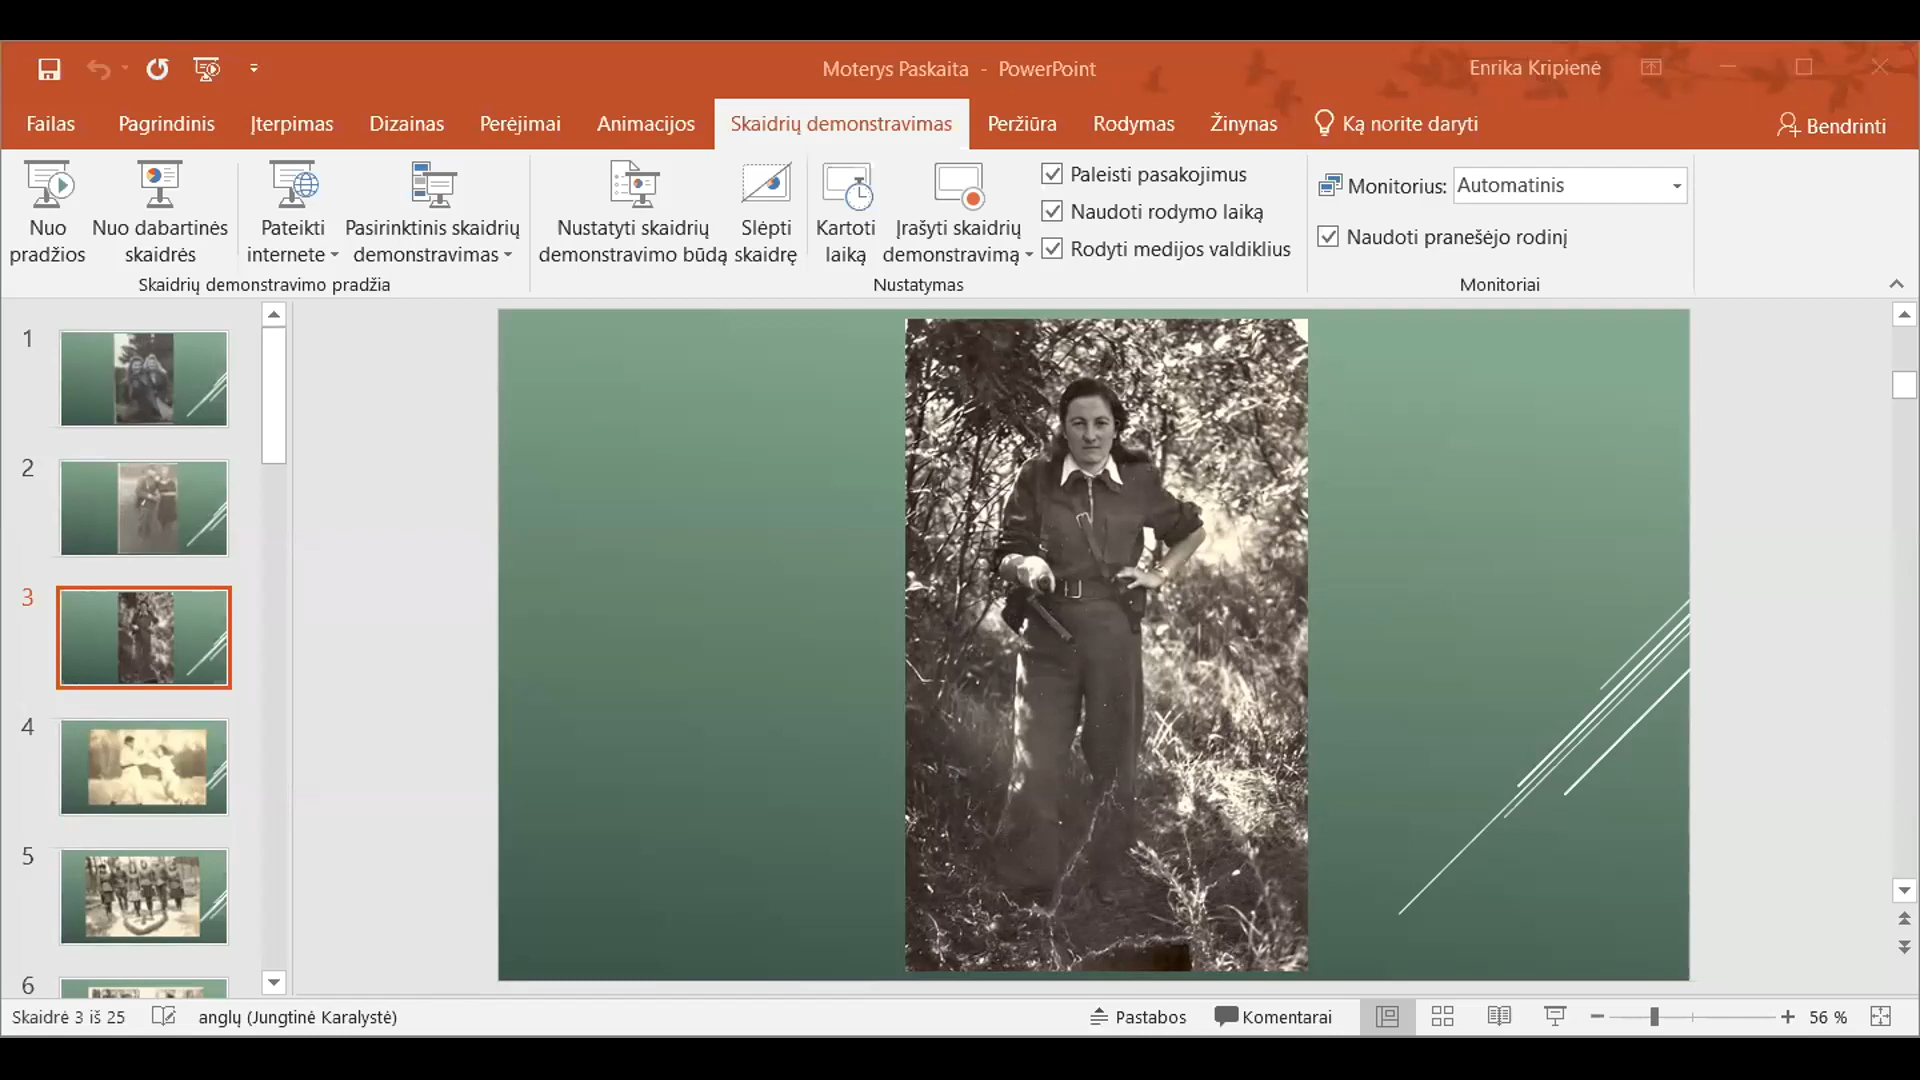 Moterys Paskaita - PowerPoint
Enrika Kripienė
Failas Pagrindinis Įterpimas Dizainas Perėjimai Animacijos Skaidrių demonstravimas Peržiūra Rodymas Žinynas Ką norite daryti Bendrinti
Nuo pradžios
Nuo dabartinės skaidrės
Pateikti internete
Pasirinktinis skaidrių demonstravimas
Skaidrių demonstravimo pradžia
Nustatyti skaidrių demonstravimo būdą
Slėpti skaidrę
Kartoti laiką
Įrašyti skaidrių demonstravimą
Paleisti pasakojimus
Naudoti rodymo laiką
Rodyti medijos valdiklius
Nustatymas
Monitorius: Automatinis
Naudoti pranešėjo rodinį
Monitoriai
1
2
3
4
5
6
Skaidrė 3 iš 25 anglų (Jungtinė Karalystė) Pastabos Komentarai 56 %